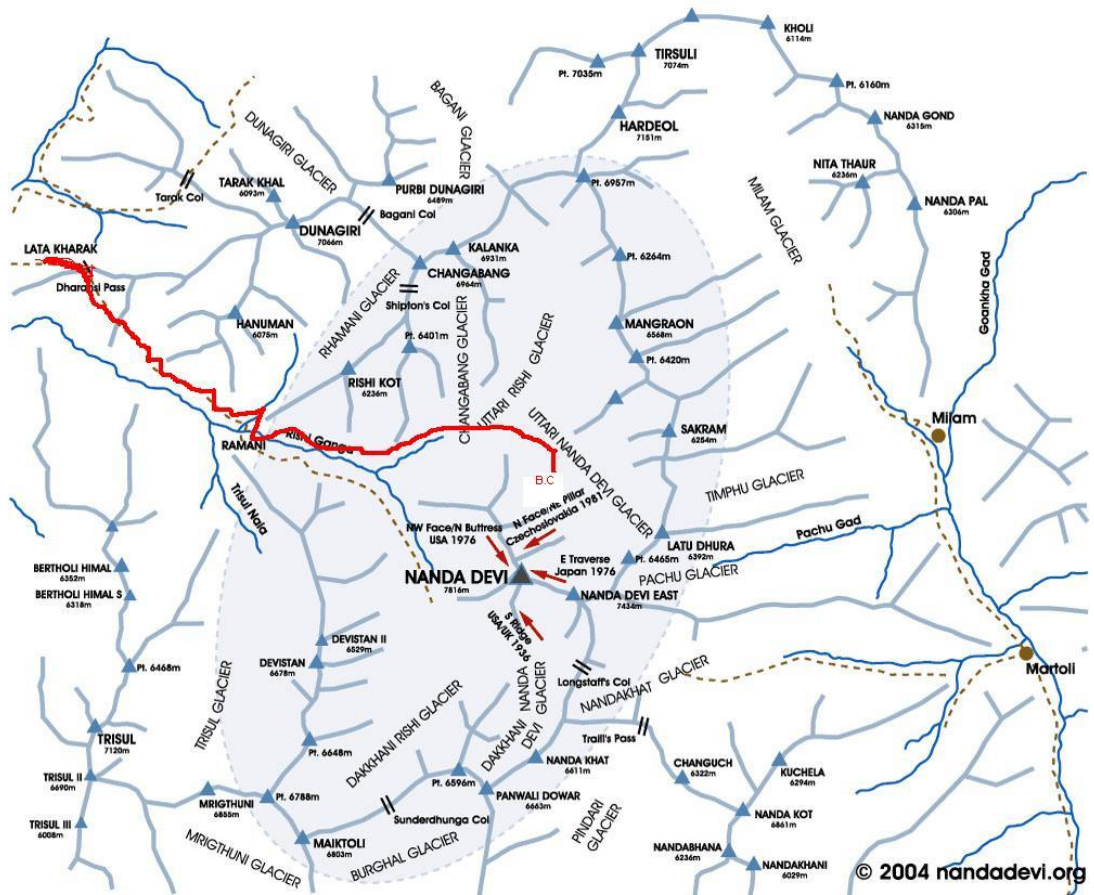 KHOLI
6114m
TIRSULI
7074m
Pt. 7035m
Pt. 6160m
BAGANI GLACIER
HARDEOL
7151m
NANDA GOND
6315m
DUNAGIRI GLACIER
NITA THAUR
6236m
TARAK KHAL
6093m
PURBI DUNAGIRI
6489m
Pt. 6957m
MILAM GLACIER
Tarak Col
Bagani Col
NANDA PAL
6306m
DUNAGIRI
7066m
LATA KHARAK
KALANKA
6931m
Pt. 6264m
Goankha Gad
CHANGABANG
6964m
Dharansi Pass
RHAMANI GLACIER
Shipton's Col
HANUMAN
6075m
CHANGABANG GLACIER
MANGRAON
6568m
Pt. 6401m
UTTARI RISHI GLACIER
Pt. 6420m
RISHI KOT
6236m
Milam
RAMANI
Rishi Ganga
UTTARI NANDA DEVI GLACIER
SAKRAM
6254m
B.C
TIMPHU GLACIER
Trisul Nala
NW Face/N Buttress
USA 1976
N Face/NE Pillar
Czechoslovakia 1981
Pachu Gad
LATU DHURA
6392m
BERTHOLI HIMAL
6352m
E Traverse
Japan 1976
Pt. 6465m
PACHU GLACIER
NANDA DEVI
7816m
BERTHOLI HIMAL S
6318m
NANDA DEVI EAST
7434m
S Ridge
USA/UK 1936
DEVISTAN II
6529m
Pt. 6468m
DEVISTAN
6678m
Martoli
Longstaff's Col
NANDAKHAT GLACIER
TRISUL GLACIER
DAKKHANI RISHI GLACIER
DAKKHANI NANDA
DEVI GLACIER
TRISUL
7120m
Pt. 6648m
Traill's Pass
NANDA KHAT
6611m
CHANGUCH
6322m
KUCHELA
6294m
TRISUL II
6690m
Pt. 6596m
MRIGTHUNI
6855m
Pt. 6788m
PANWALI DOWAR
6663m
NANDA KOT
6861m
TRISUL III
6008m
Sunderdhunga Col
PINDARI GLACIER
MAIKTOLI
6803m
MRIGTHUNI GLACIER
BURGHAL GLACIER
NANDABHANA
6236m
NANDAKHANI
6029m
© 2004 nandadevi.org